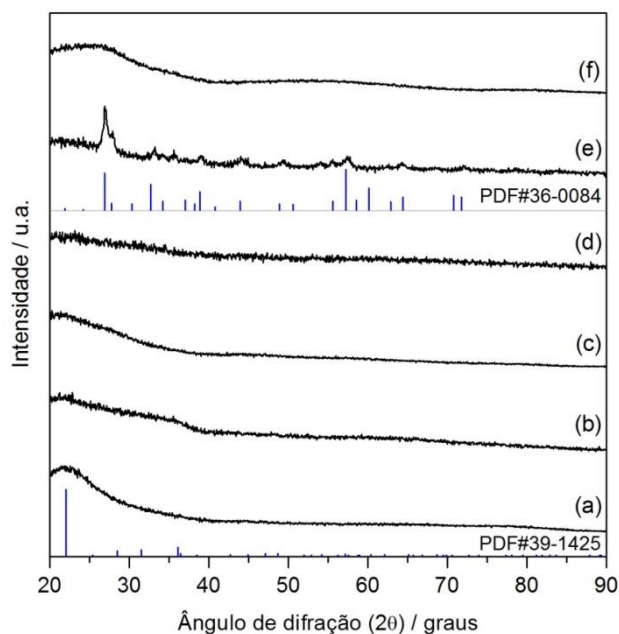 (f)
(e)
PDF#36-0084
(d)
(c)
(b)
(a)
PDF#39-1425
Intensidade / u.a.
20 30 40 50 60 70 80 90
Ângulo de difração (2θ) / graus